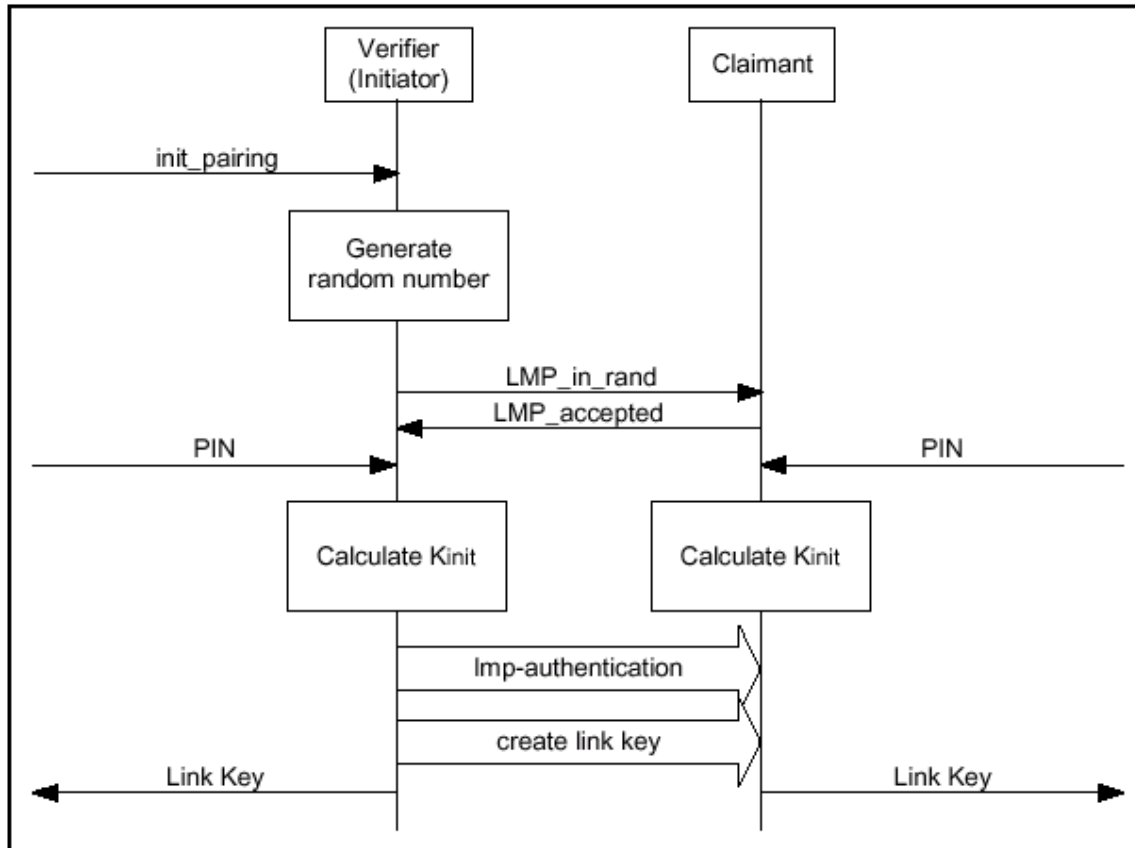 Verifier
(Initiator)
Claimant
init_pairing
Generate
random number
LMP_in_rand
LMP_accepted
PIN
PIN
Calculate Kinit
Calculate Kinit
lmp-authentication
create link key
Link Key
Link Key